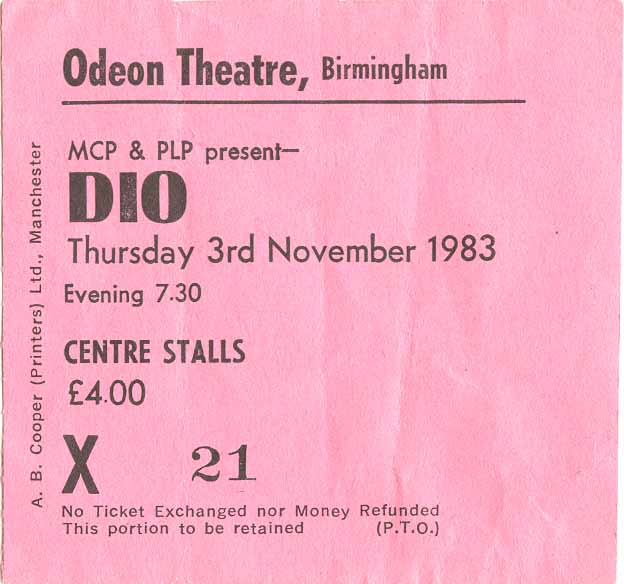 Odeon Theatre, Birmingham
MCP & PLP present—
DIO
Thursday 3rd November 1983
Evening 7.30
CENTRE STALLS
£4.00
X 21
No Ticket Exchanged nor Money Refunded
This portion to be retained (P.T.O.)
A. B. Cooper (Printers) Ltd., Manchester